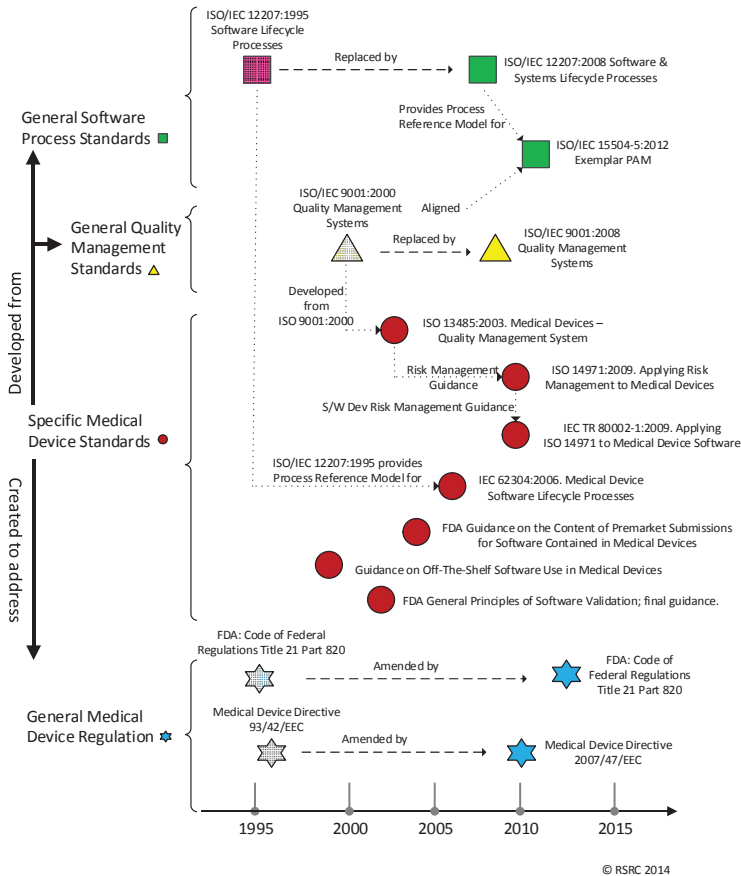 ISO/IEC 12207:1995
Software Lifecycle
Processes
Replaced by
ISO/IEC 12207:2008 Software &
Systems Lifecycle Processes
General Software
Process Standards
Provides Process
Reference Model for
ISO/IEC 15504-5:2012
Exemplar PAM
ISO/IEC 9001:2000
Quality Management
Systems
Aligned
General Quality
Management
Standards
Replaced by
ISO/IEC 9001:2008
Quality Management
Systems
Developed from
Developed
from
ISO 9001:2000
ISO 13485:2003. Medical Devices –
Quality Management System
Risk Management
Guidance
ISO 14971:2009. Applying Risk
Management to Medical Devices
S/W Dev Risk Management Guidance
Specific Medical
Device Standards
IEC TR 80002-1:2009. Applying
ISO 14971 to Medical Device Software
ISO/IEC 12207:1995 provides
Process Reference Model for
IEC 62304:2006. Medical Device
Software Lifecycle Processes
Created to address
FDA Guidance on the Content of Premarket Submissions
for Software Contained in Medical Devices
Guidance on Off-The-Shelf Software Use in Medical Devices
FDA General Principles of Software Validation; final guidance.
FDA: Code of Federal
Regulations Title 21 Part 820
Amended by
FDA: Code of
Federal Regulations
Title 21 Part 820
General Medical
Device Regulation
Medical Device Directive
93/42/EEC
Amended by
Medical Device Directive
2007/47/EEC
1995
2000
2005
2010
2015
© RSRC 2014